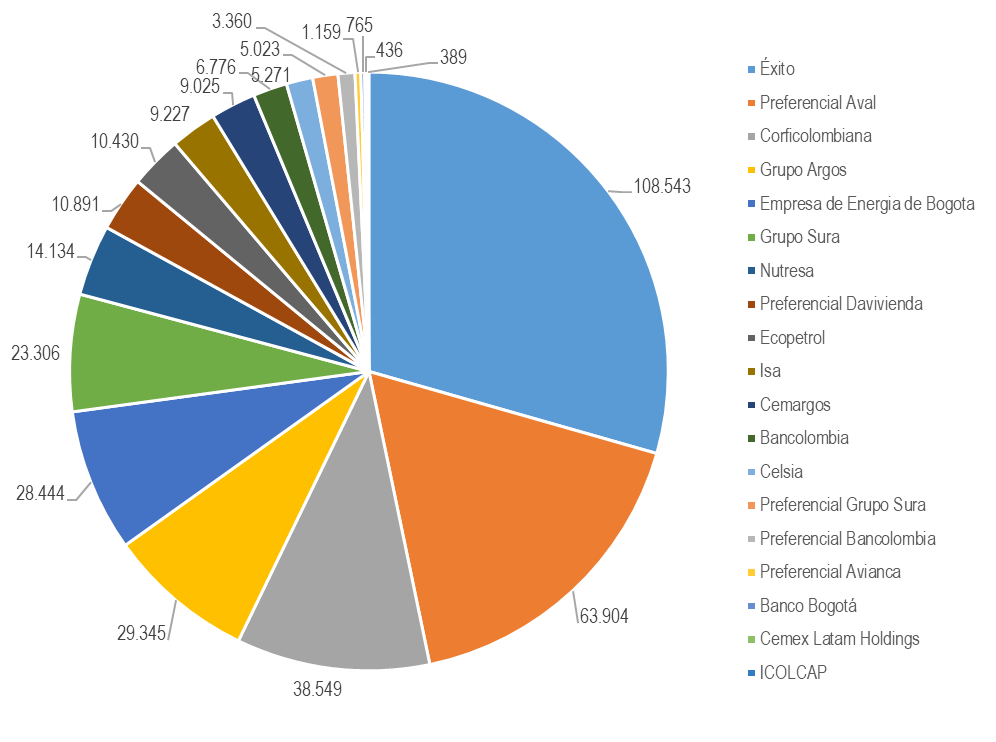 3.360
765
1.159
436
5.023
389
6.776
5.271
9.025
9.227
10.430
108.543
10.891
14.134
23.306
28.444
63.904
29.345
38.549
Éxito
Preferencial Aval
Corficolombiana
Grupo Argos
Empresa de Energia de Bogota
Grupo Sura
Nutresa
Preferencial Davivienda
Ecopetrol
Isa
Cemargos
Bancolombia
Celsia
Preferencial Grupo Sura
Preferencial Bancolombia
Preferencial Avianca
Banco Bogotá
Cemex Latam Holdings
ICOLCAP